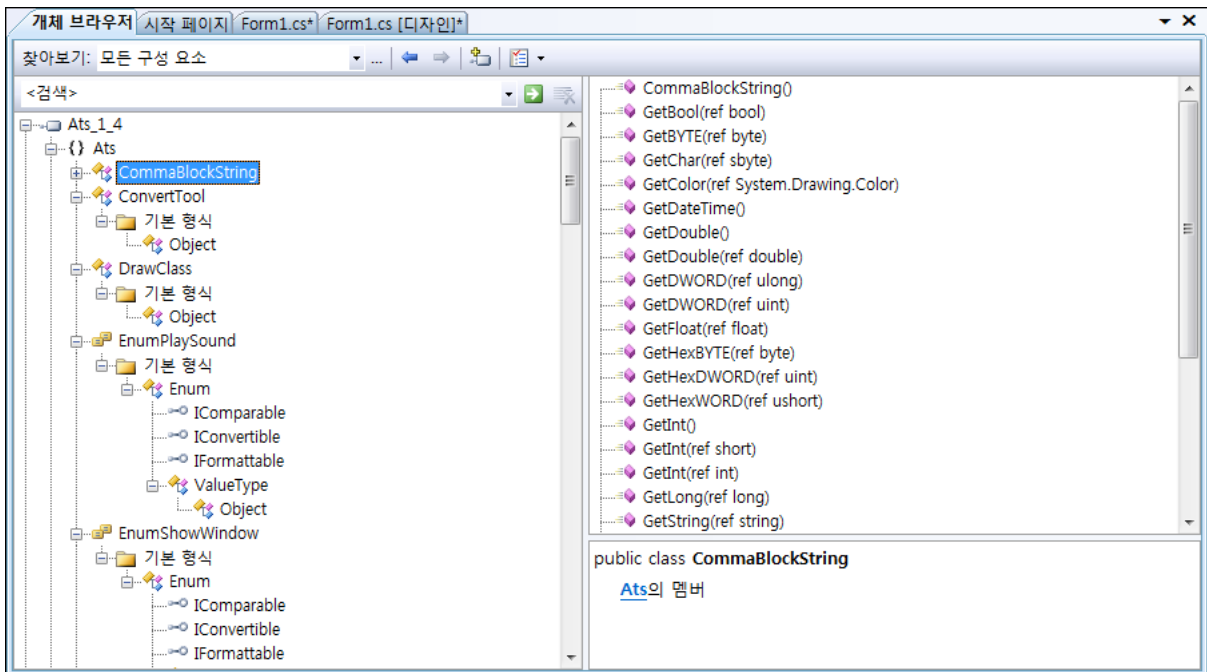 개체 브라우저 시작 페이지 Form1.cs* Form1.cs [디자인]*
찾아보기: 모든 구성 요소 ...
<검색>
Ats_1_4
{} Ats
CommaBlockString
ConvertTool
기본 형식
Object
DrawClass
기본 형식
Object
EnumPlaySound
기본 형식
Enum
IComparable
IConvertible
IFormattable
ValueType
Object
EnumShowWindow
기본 형식
Enum
IComparable
IConvertible
IFormattable
CommaBlockString()
GetBool(ref bool)
GetBYTE(ref byte)
GetChar(ref sbyte)
GetColor(ref System.Drawing.Color)
GetDateTime()
GetDouble()
GetDouble(ref double)
GetDWORD(ref ulong)
GetDWORD(ref uint)
GetFloat(ref float)
GetHexBYTE(ref byte)
GetHexDWORD(ref uint)
GetHexWORD(ref ushort)
GetInt()
GetInt(ref short)
GetInt(ref int)
GetLong(ref long)
GetString(ref string)
public class CommaBlockString
Ats의 멤버